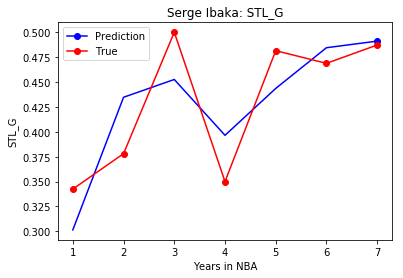 Serge Ibaka: STL_G
Prediction
True
0.500
0.475
0.450
0.425
0.400
0.375
0.350
0.325
0.300
STL_G
1 2 3 4 5 6 7
Years in NBA